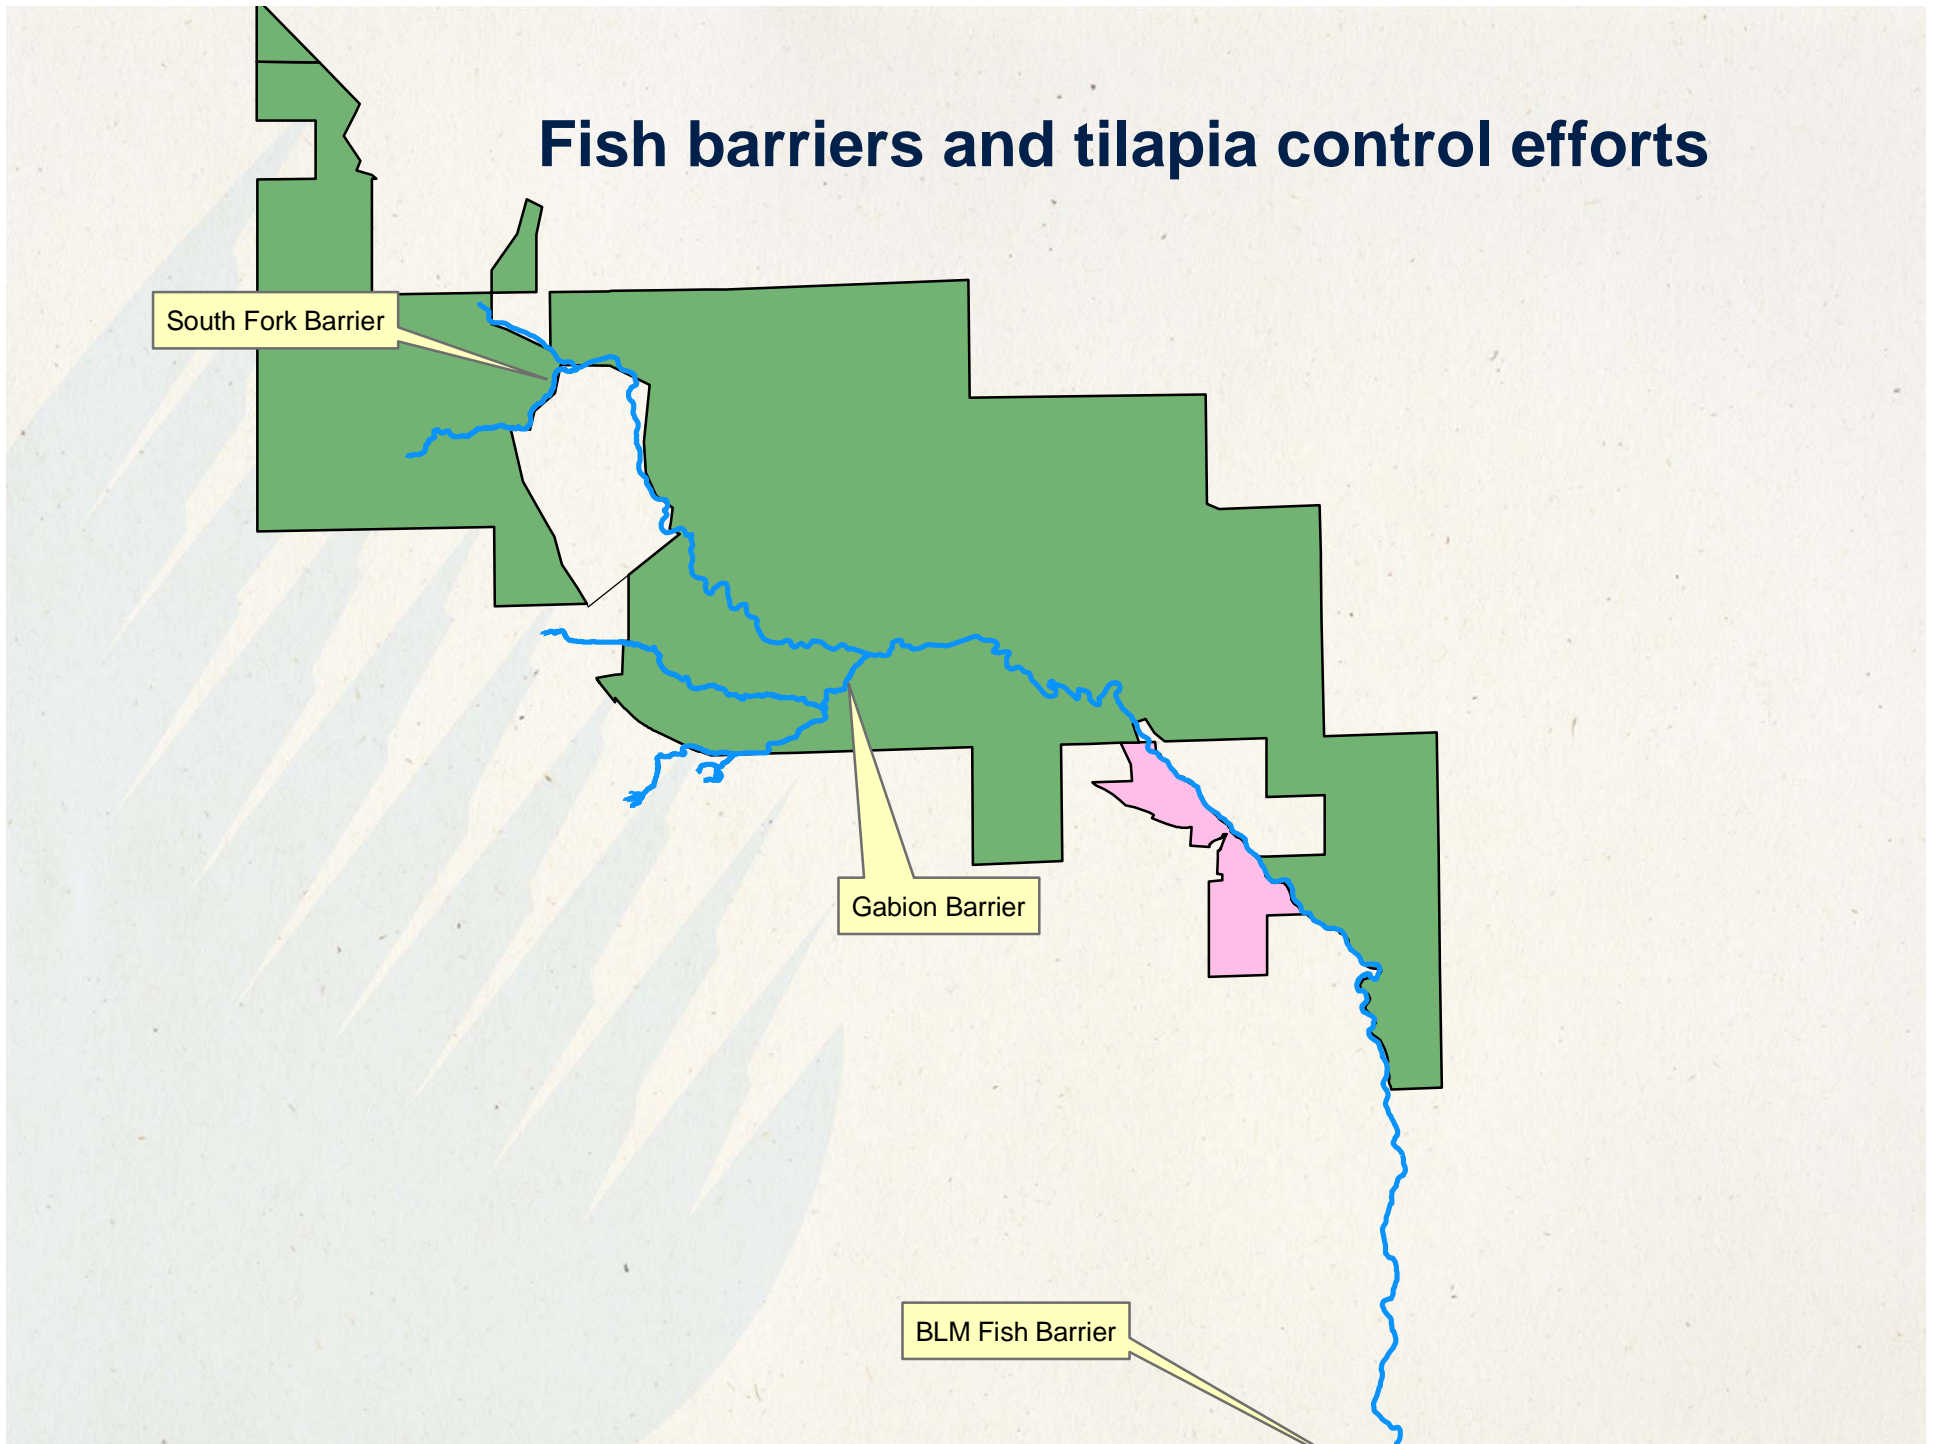 Fish barriers and tilapia control efforts
South Fork Barrier
Gabion Barrier
BLM Fish Barrier